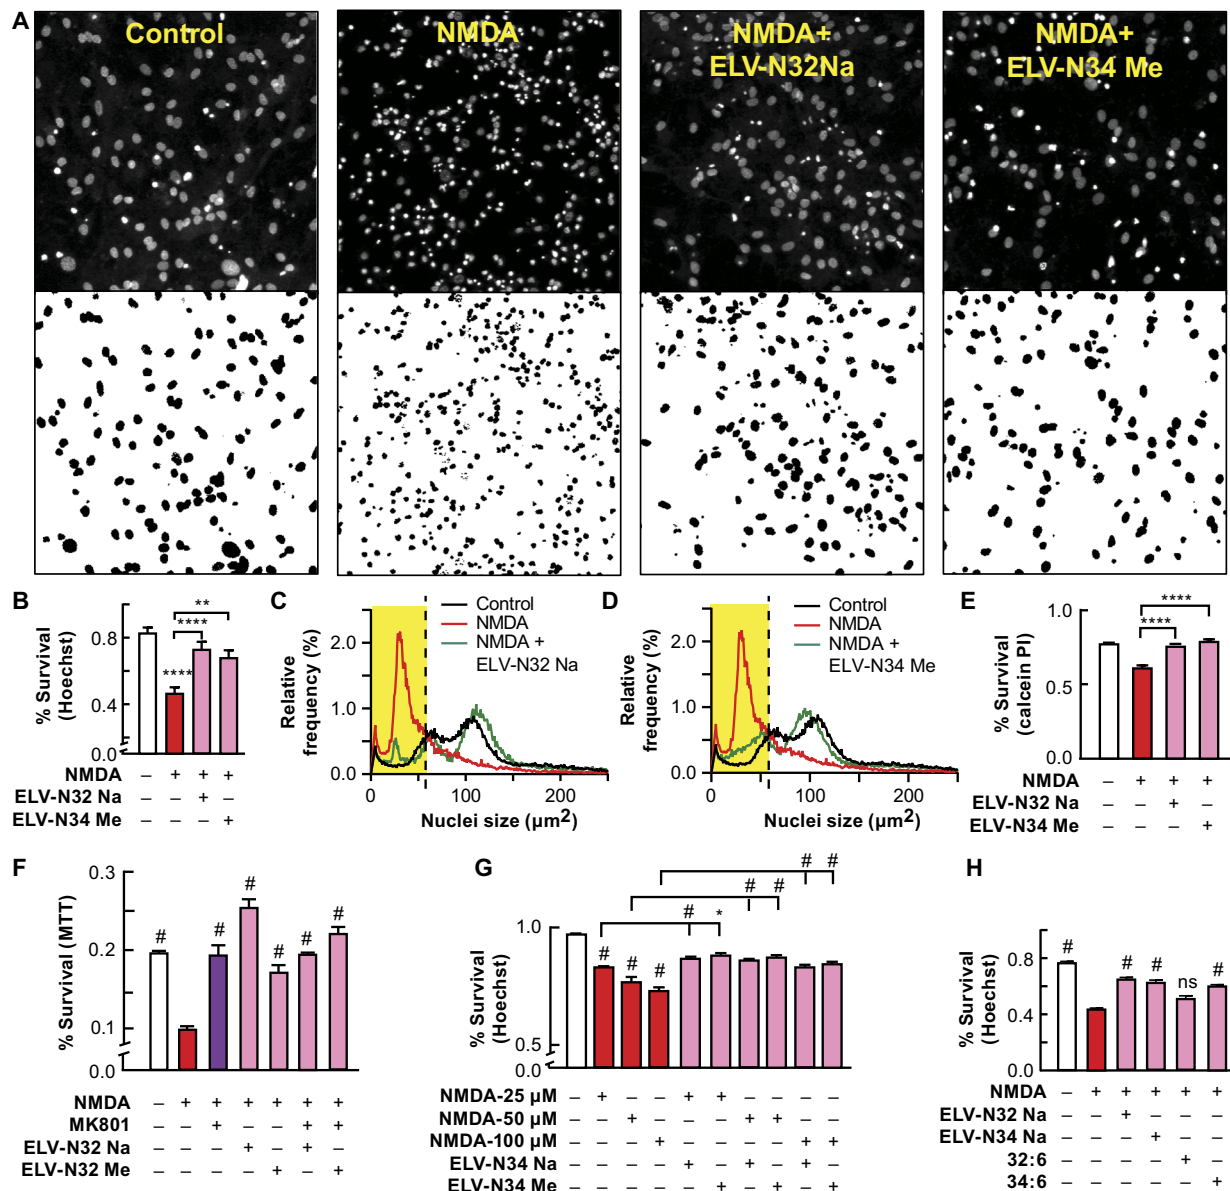 A
Control
NMDA
NMDA+
ELV-N32Na
NMDA+
ELV-N34 Me
B
% Survival
(Hoechst)
0.8
0.4
0.0
****
****
**
NMDA – + + +
ELV-N32 Na – – + –
ELV-N34 Me – – – +
C
Relative
frequency (%)
2.0
1.0
0.0
Control
NMDA
NMDA +
ELV-N32 Na
0 100 200
Nuclei size (µm2)
D
Relative
frequency (%)
2.0
1.0
0.0
Control
NMDA
NMDA +
ELV-N34 Me
0 100 200
Nuclei size (µm2)
E
% Survival
(calcein PI)
1.0
0.5
0.0
****
****
NMDA – + + +
ELV-N32 Na – – + –
ELV-N34 Me – – – +
F
% Survival (MTT)
0.3
0.2
0.1
0.0
# # # # # #
NMDA – + + + + + +
MK801 – – + – – + +
ELV-N32 Na – – – + – + –
ELV-N32 Me – – – – + – +
G
% Survival
(Hoechst)
1.0
0.5
0.0
# #
# #
# *
# # #
NMDA-25 µM – + – – + + – – – –
NMDA-50 µM – – + – – – + + – –
NMDA-100 µM – – – + – – – – + +
ELV-N34 Na – – – – + – + – + –
ELV-N34 Me – – – – – + – + – +
H
% Survival
(Hoechst)
0.8
0.4
0.0
# # # ns #
NMDA – + + + + +
ELV-N32 Na – – + – – –
ELV-N34 Na – – – + – –
32:6 – – – – + –
34:6 – – – – – +